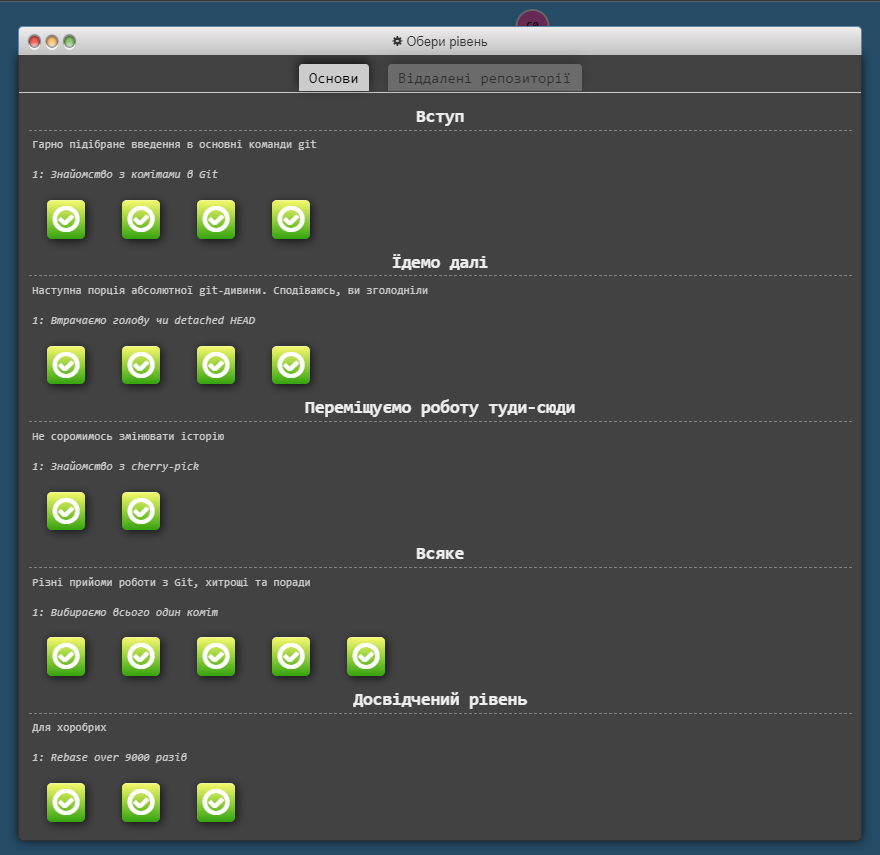 Обери рівень
Основи
Віддалені репозиторії
Вступ
Гарно підібране введення в основні команди git
1: Знайомство з комітами в Git
Їдемо далі
Наступна порція абсолютної git-дивини. Сподіваюсь, ви зголодніли
1: Втрачаємо голову чи detached HEAD
Переміщуємо роботу туди-сюди
Не соромимось змінювати історію
1: Знайомство з cherry-pick
Всяке
Різні прийоми роботи з Git, хитрощі та поради
1: Вибираємо всього один коміт
Досвідчений рівень
Для хоробрих
1: Rebase over 9000 разів